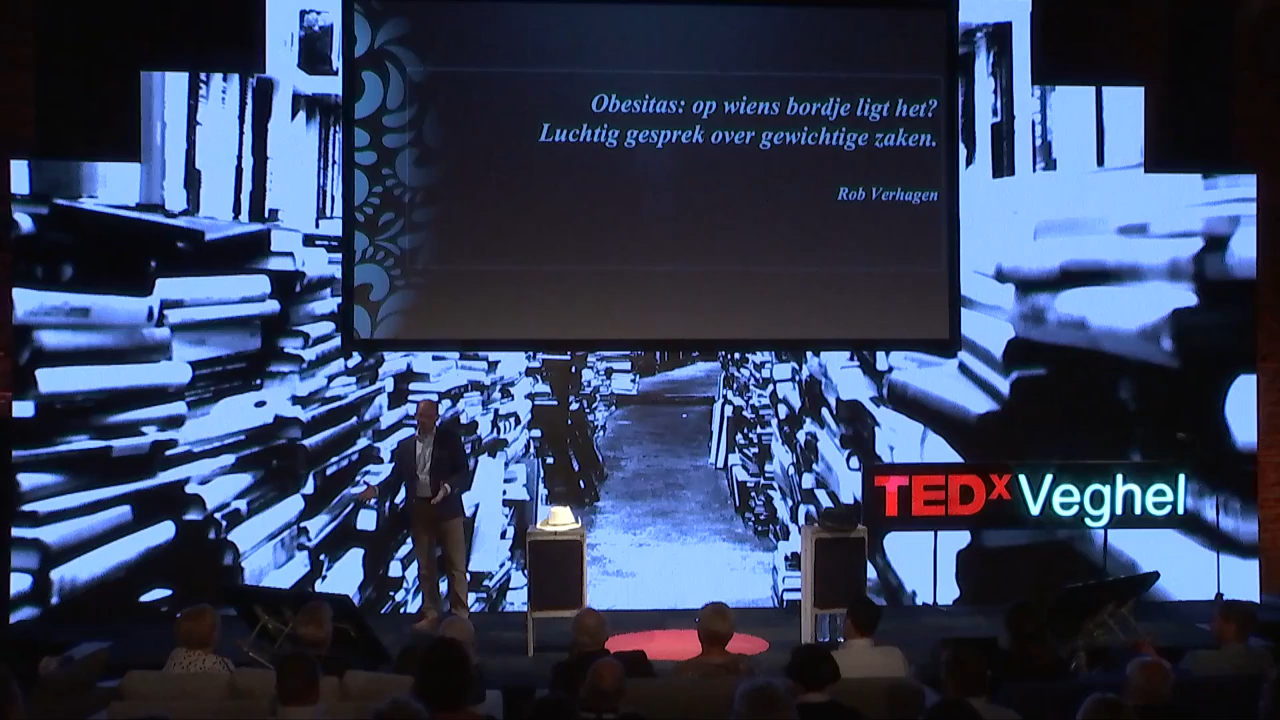 Obesitas: op wiens bordje ligt het?
Luchtig gesprek over gewichtige zaken.
Rob Verhagen
TEDx Veghel